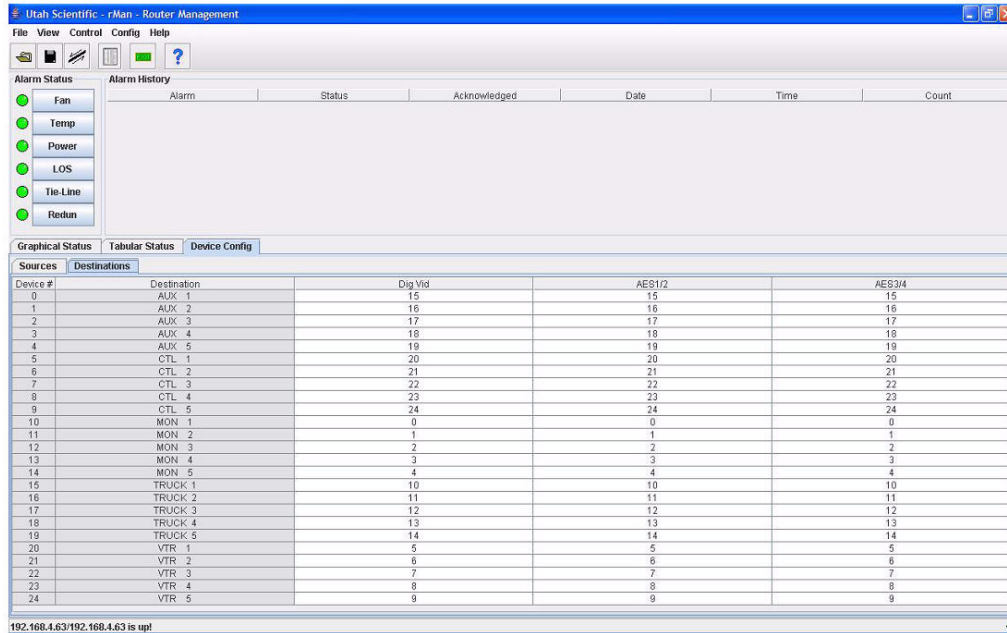 Utah Scientific - rMan - Router Management
File View Control Config Help
Alarm Status Alarm History
Alarm Status Acknowledged Date Time Count
Fan
Temp
Power
LOS
Tie-Line
Redun
Graphical Status Tabular Status Device Config
Sources Destinations
Device # Destination Dig Vid AES1/2 AES3/4
0 AUX 1 15 15 15
1 AUX 2 16 16 16
2 AUX 3 17 17 17
3 AUX 4 18 18 18
4 AUX 5 19 19 19
5 CTL 1 20 20 20
6 CTL 2 21 21 21
7 CTL 3 22 22 22
8 CTL 4 23 23 23
9 CTL 5 24 24 24
10 MON 1 0 0 0
11 MON 2 1 1 1
12 MON 3 2 2 2
13 MON 4 3 3 3
14 MON 5 4 4 4
15 TRUCK 1 10 10 10
16 TRUCK 2 11 11 11
17 TRUCK 3 12 12 12
18 TRUCK 4 13 13 13
19 TRUCK 5 14 14 14
20 VTR 1 5 5 5
21 VTR 2 6 6 6
22 VTR 3 7 7 7
23 VTR 4 8 8 8
24 VTR 5 9 9 9
192.168.4.63/192.168.4.63 is up!